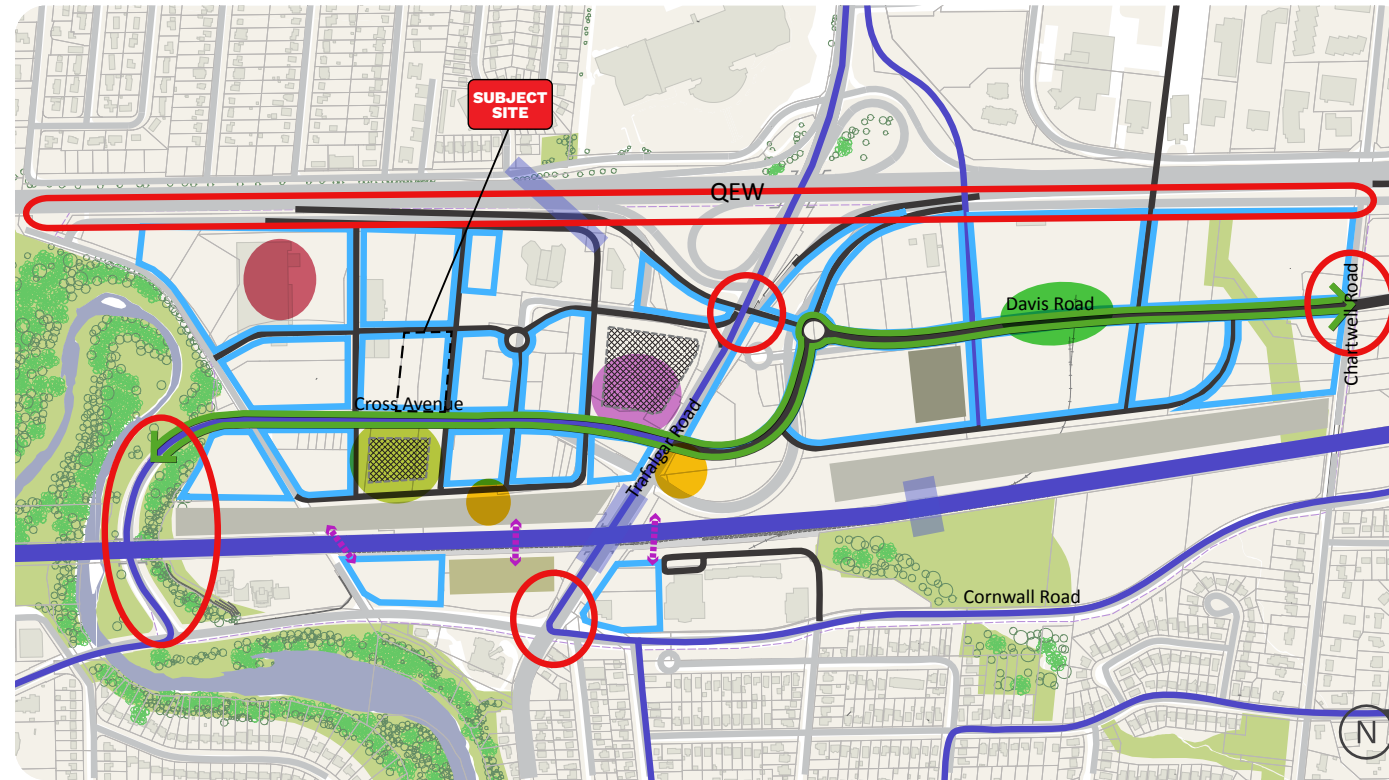 SUBJECT
SITE
QEW
Davis Road
Chartwell Road
Cross Avenue
Trafalgar Road
Cornwall Road
N